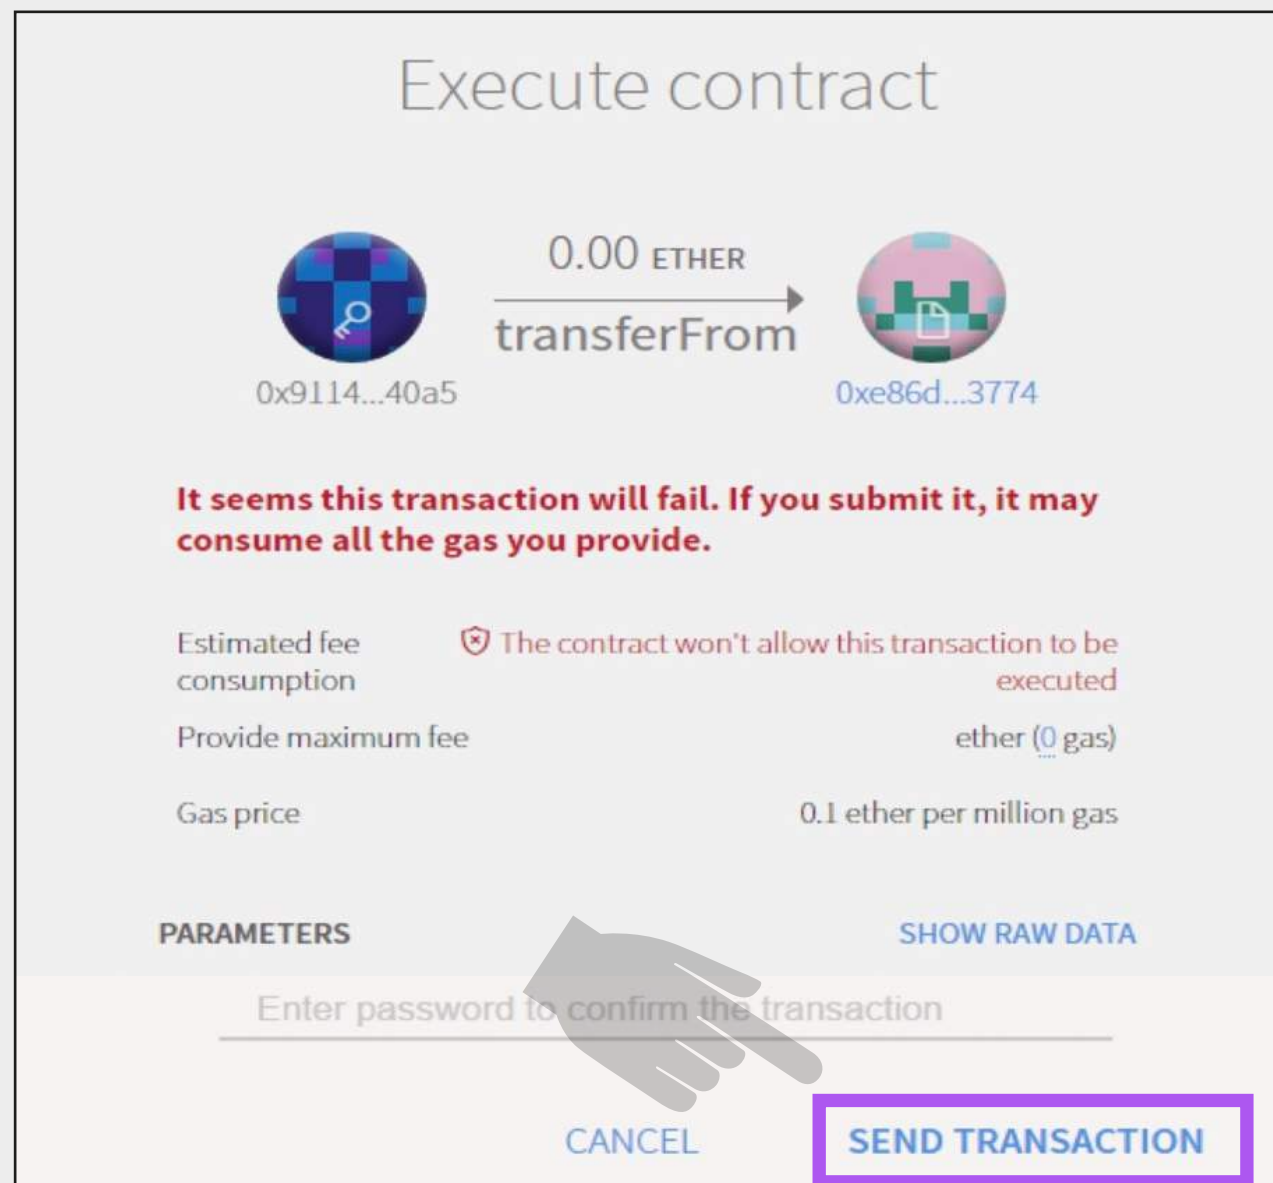 Execute contract
0.00 ETHER
transferFrom
0x9114...40a5
0xe86d...3774
It seems this transaction will fail. If you submit it, it may
consume all the gas you provide.
Estimated fee
consumption
The contract won't allow this transaction to be
executed
Provide maximum fee
ether (0 gas)
Gas price
0.1 ether per million gas
PARAMETERS
SHOW RAW DATA
Enter password to confirm the transaction
CANCEL
SEND TRANSACTION